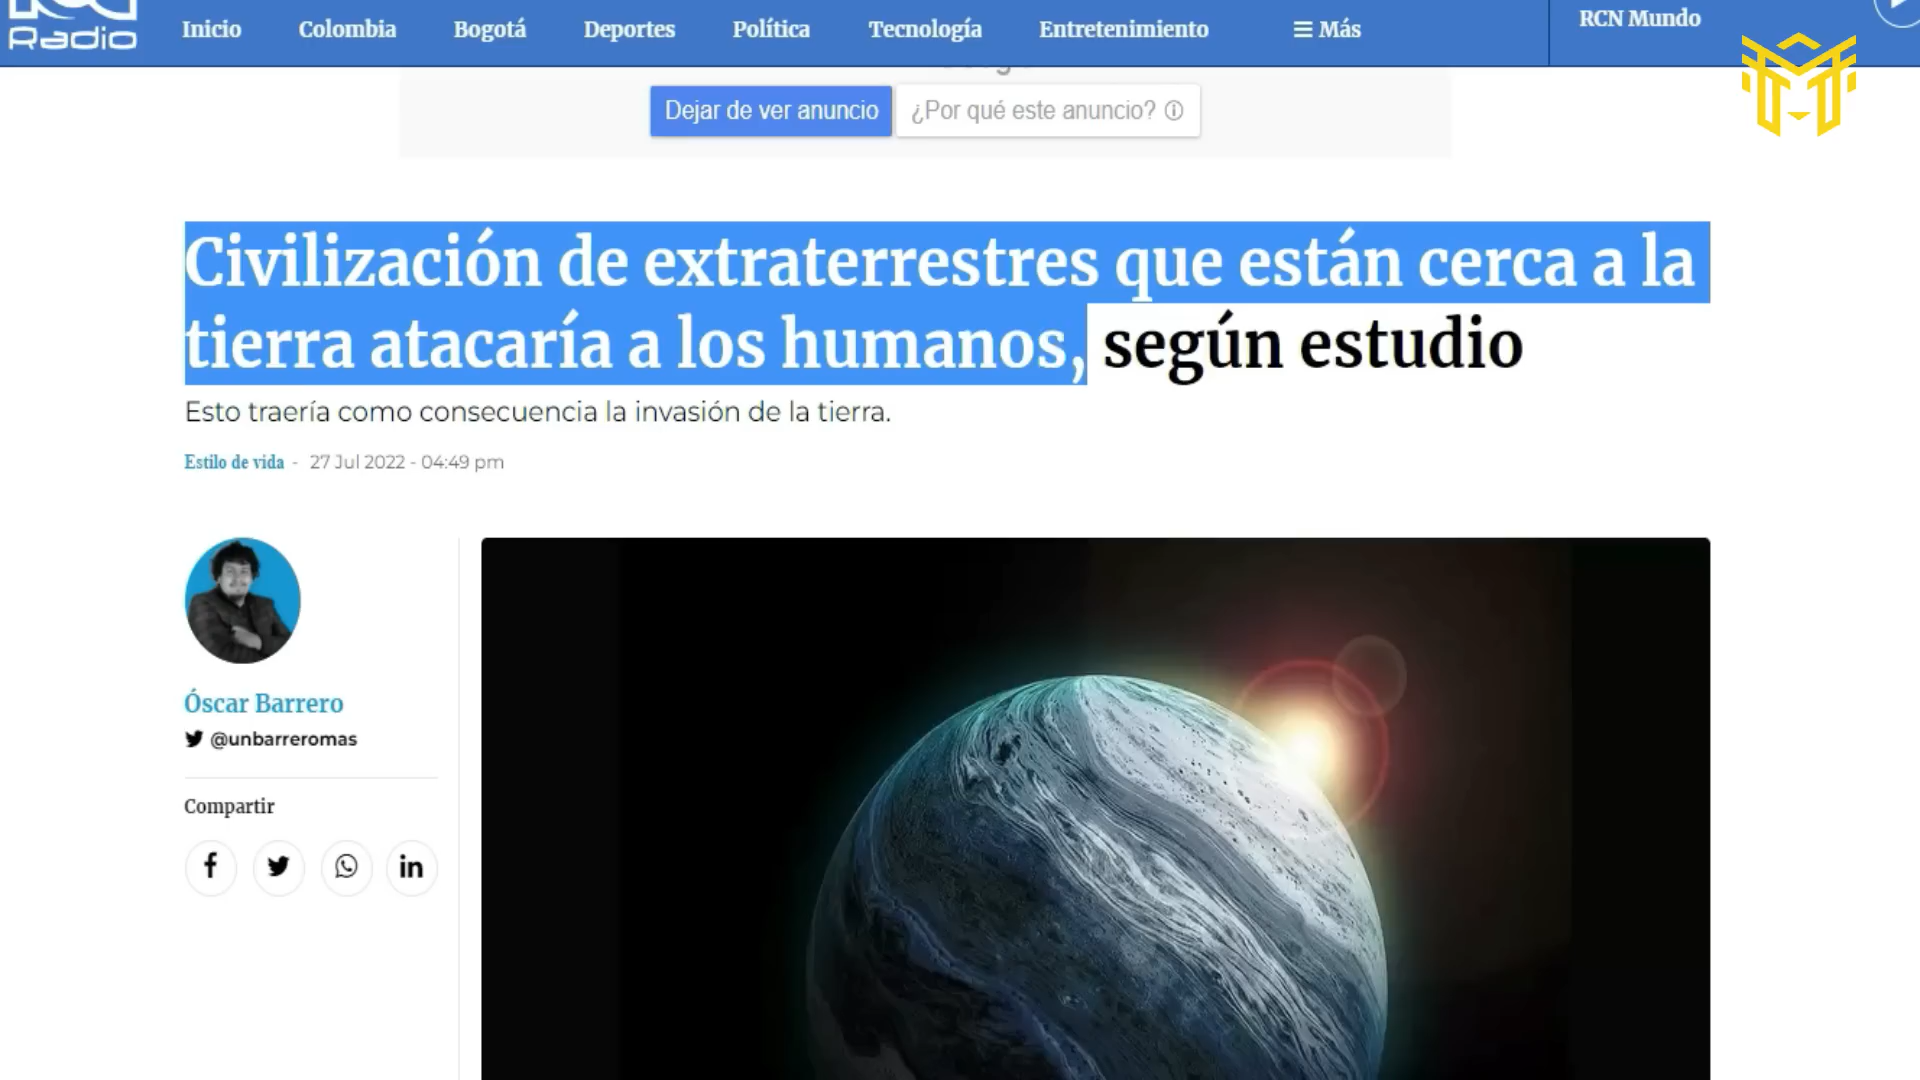 Radio
Inicio
Colombia
Bogotá
Deportes
Política
Tecnología
Entretenimiento
Más
RCN Mundo
Dejar de ver anuncio
¿Por qué este anuncio?
Civilización de extraterrestres que están cerca a la
tierra atacaría a los humanos, según estudio
Esto traería como consecuencia la invasión de la tierra.
Estilo de vida - 27 Jul 2022 - 04:49 pm
Óscar Barrero
@unbarreromas
Compartir